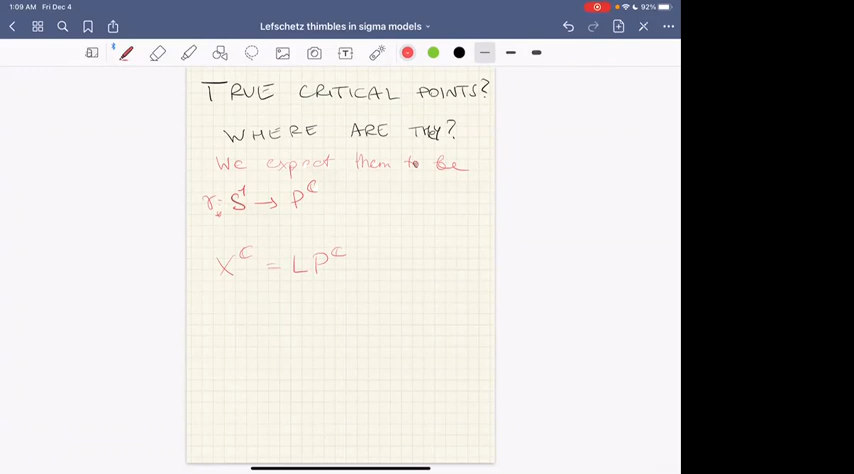 1:09 AM Fri Dec 4
92%
Lefschetz thimbles in sigma models
TRUE CRITICAL POINTS?
WHERE ARE THEY?
We expect them to be
γ*: S¹ → P^ℂ
X^ℂ = LP^ℂ